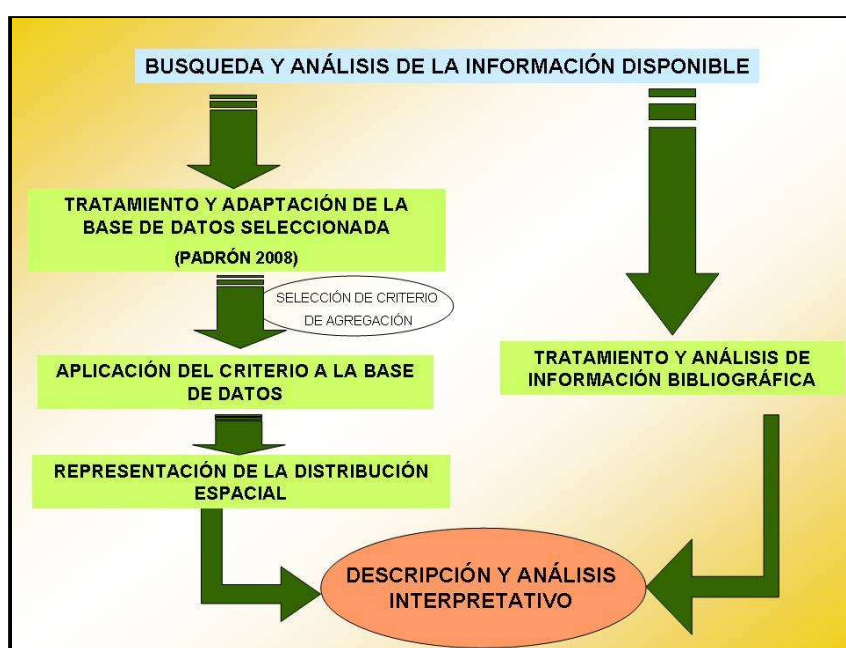 BUSQUEDA Y ANÁLISIS DE LA INFORMACIÓN DISPONIBLE
TRATAMIENTO Y ADAPTACIÓN DE LA
BASE DE DATOS SELECCIONADA
(PADRÓN 2008)
SELECCIÓN DE CRITERIO
DE AGREGACIÓN
APLICACIÓN DEL CRITERIO A LA BASE
DE DATOS
REPRESENTACIÓN DE LA DISTRIBUCIÓN
ESPACIAL
TRATAMIENTO Y ANÁLISIS DE
INFORMACIÓN BIBLIOGRÁFICA
DESCRIPCIÓN Y ANÁLISIS
INTERPRETATIVO